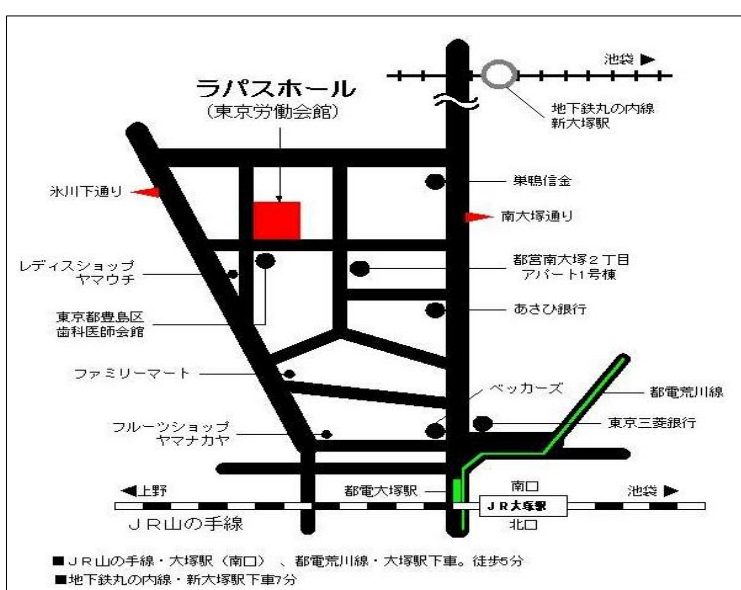 池袋 ▶
ラパスホール
(東京労働会館)
地下鉄丸の内線
新大塚駅
氷川下通り
巣鴨信金
南大塚通り
レディスショップ
ヤマウチ
都営南大塚2丁目
アパート1号棟
東京都豊島区
歯科医師会館
あさひ銀行
ファミリーマート
ベッカーズ
都電荒川線
フルーツショップ
ヤマナカヤ
東京三菱銀行
◀上野
都電大塚駅
南口
池袋 ▶
JR大塚駅
JR山の手線
北口
■JR山の手線・大塚駅(南口)、都電荒川線・大塚駅下車。徒歩5分
■地下鉄丸の内線・新大塚駅下車7分